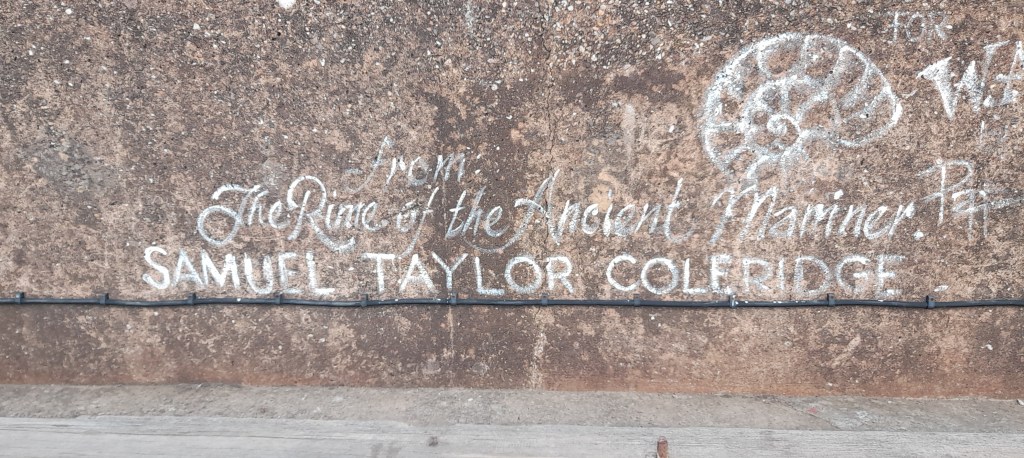 FOR
from:
The Rime of the Ancient Mariner.
SAMUEL TAYLOR COLERIDGE